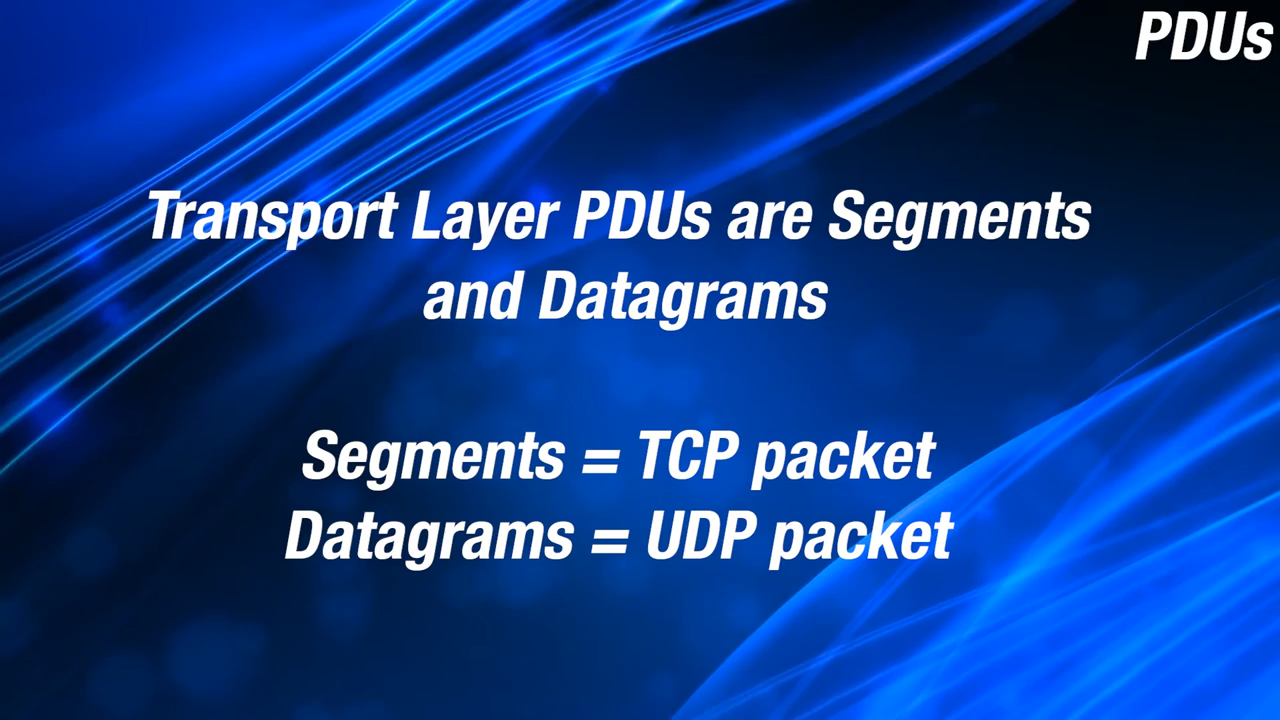 PDUs
Transport Layer PDUs are Segments
and Datagrams
Segments = TCP packet
Datagrams = UDP packet